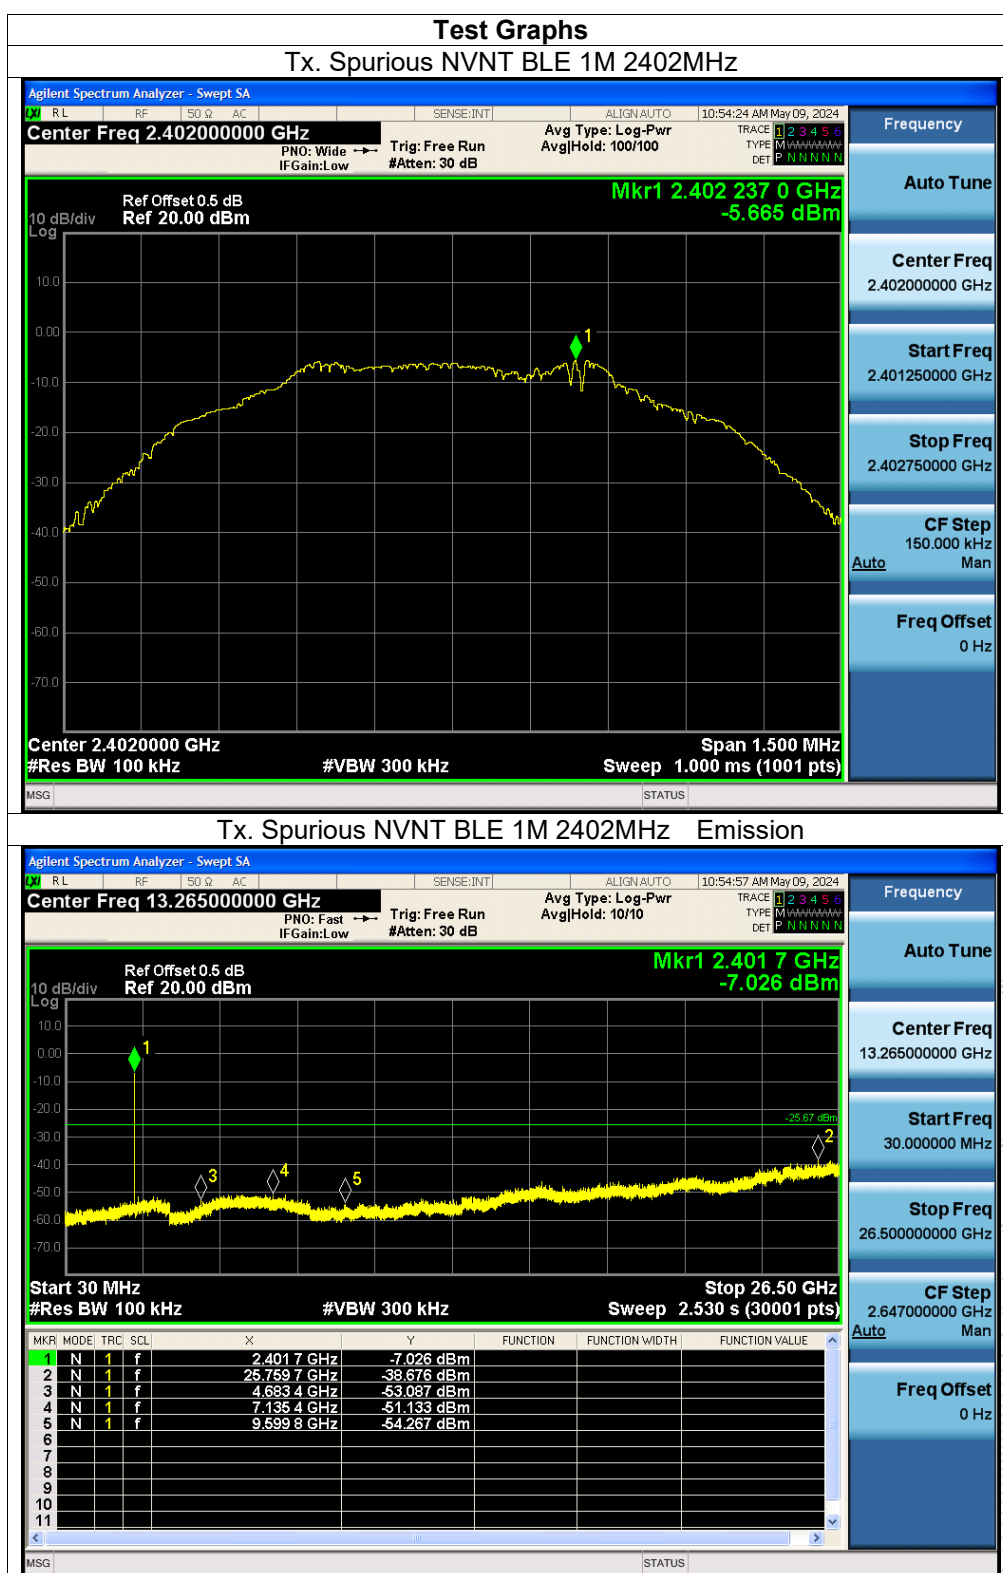 Test Graphs
Tx. Spurious NVNT BLE 1M 2402MHz
Agilent Spectrum Analyzer - Swept SA
LXI RL RF 50 Ω AC SENSE:INT ALIGN AUTO 10:54:24 AM May 09, 2024
Center Freq 2.402000000 GHz
PNO: Wide
IFGain:Low
Trig: Free Run
#Atten: 30 dB
Avg Type: Log-Pwr
Avg|Hold: 100/100
TRACE 1 2 3 4 5 6
TYPE M
DET P N N N N N
Frequency
Mkr1 2.402 237 0 GHz
-5.665 dBm
Ref Offset 0.5 dB
10 dB/div Ref 20.00 dBm
Log
10.0
0.00
-10.0
-20.0
-30.0
-40.0
-50.0
-60.0
-70.0
1
Center 2.4020000 GHz Span 1.500 MHz
#Res BW 100 kHz #VBW 300 kHz Sweep 1.000 ms (1001 pts)
MSG STATUS
Auto Tune
Center Freq
2.402000000 GHz
Start Freq
2.401250000 GHz
Stop Freq
2.402750000 GHz
CF Step
150.000 kHz
Auto Man
Freq Offset
0 Hz
Tx. Spurious NVNT BLE 1M 2402MHz Emission
Agilent Spectrum Analyzer - Swept SA
LXI RL RF 50 Ω AC SENSE:INT ALIGN AUTO 10:54:57 AM May 09, 2024
Center Freq 13.265000000 GHz
PNO: Fast
IFGain:Low
Trig: Free Run
#Atten: 30 dB
Avg Type: Log-Pwr
Avg|Hold: 10/10
TRACE 1 2 3 4 5 6
TYPE M
DET P N N N N N
Frequency
Mkr1 2.401 7 GHz
-7.026 dBm
Ref Offset 0.5 dB
10 dB/div Ref 20.00 dBm
Log
10.0
0.00
-10.0
-20.0
-30.0
-40.0
-50.0
-60.0
-70.0
1
-25.67 dBm
2
3
4
5
Start 30 MHz Stop 26.50 GHz
#Res BW 100 kHz #VBW 300 kHz Sweep 2.530 s (30001 pts)
MKR MODE TRC SCL X Y FUNCTION FUNCTION WIDTH FUNCTION VALUE
1 N 1 f 2.401 7 GHz -7.026 dBm
2 N 1 f 25.759 7 GHz -38.676 dBm
3 N 1 f 4.683 4 GHz -53.087 dBm
4 N 1 f 7.135 4 GHz -51.133 dBm
5 N 1 f 9.599 8 GHz -54.267 dBm
6
7
8
9
10
11
MSG STATUS
Auto Tune
Center Freq
13.265000000 GHz
Start Freq
30.000000 MHz
Stop Freq
26.500000000 GHz
CF Step
2.647000000 GHz
Auto Man
Freq Offset
0 Hz